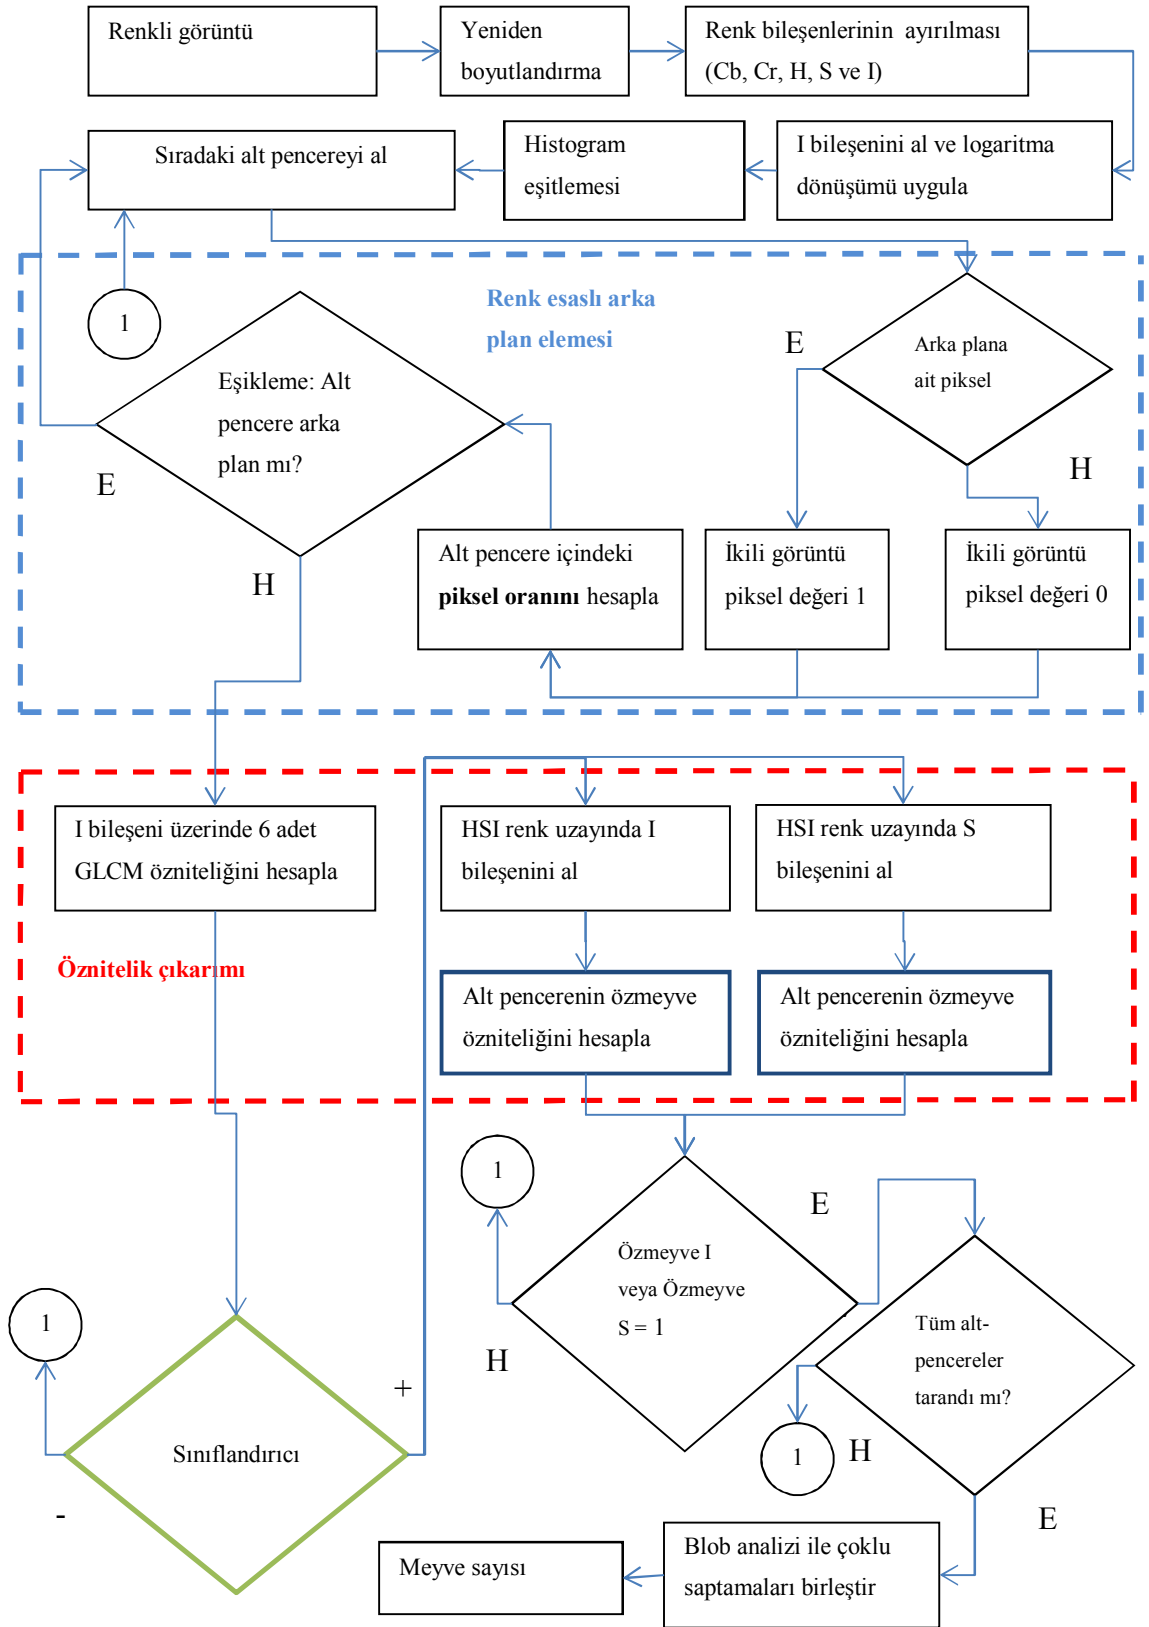 Renkli görüntü
Yeniden
boyutlandırma
Renk bileşenlerinin ayırılması
(Cb, Cr, H, S ve I)
Sıradaki alt pencereyi al
Histogram
eşitlemesi
I bileşenini al ve logaritma
dönüşümü uygula
1
Renk esaslı arka
plan elemesi
E
Arka plana
ait piksel
H
Eşikleme: Alt
pencere arka
plan mı?
E
H
Alt pencere içindeki
piksel oranını hesapla
İkili görüntü
piksel değeri 1
İkili görüntü
piksel değeri 0
I bileşeni üzerinde 6 adet
GLCM özniteliğini hesapla
HSI renk uzayında I
bileşenini al
HSI renk uzayında S
bileşenini al
Öznitelik çıkarımı
Alt pencerenin özmeyve
özniteliğini hesapla
Alt pencerenin özmeyve
özniteliğini hesapla
1
E
Özmeyve I
veya Özmeyve
S = 1
H
1
Tüm alt-
pencereler
tarandı mı?
+
Sınıflandırıcı
-
1
H
E
Meyve sayısı
Blob analizi ile çoklu
saptamaları birleştir